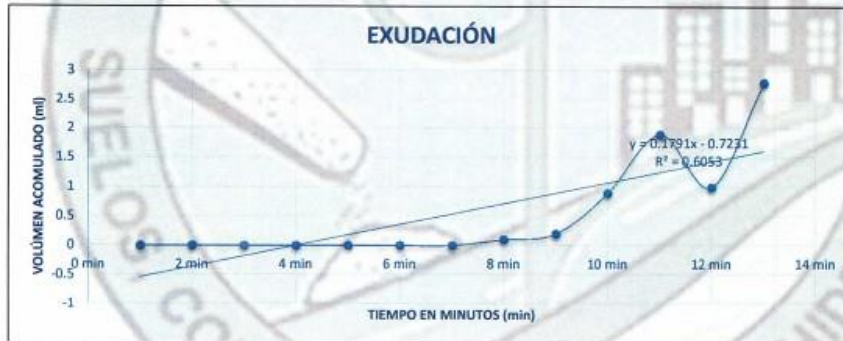 EXUDACIÓN
3
2.5
2
1.5
1
0.5
0
-0.5
-1
VOLÚMEN ACOMULADO (ml)
y = 0.1791x - 0.7231
R² = 0.6053
0 min
2 min
4 min
6 min
8 min
10 min
12 min
14 min
TIEMPO EN MINUTOS (min)
SUELOS